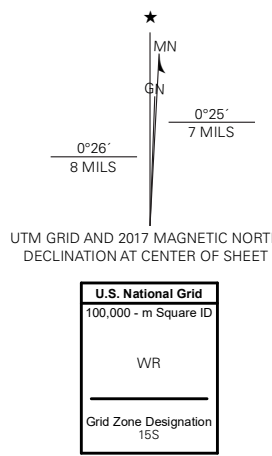 ★
MN
GN
0°25´
7 MILS
0°26´
8 MILS
UTM GRID AND 2017 MAGNETIC NORT
DECLINATION AT CENTER OF SHEET
U.S. National Grid
100,000 - m Square ID
WR
Grid Zone Designation
15S